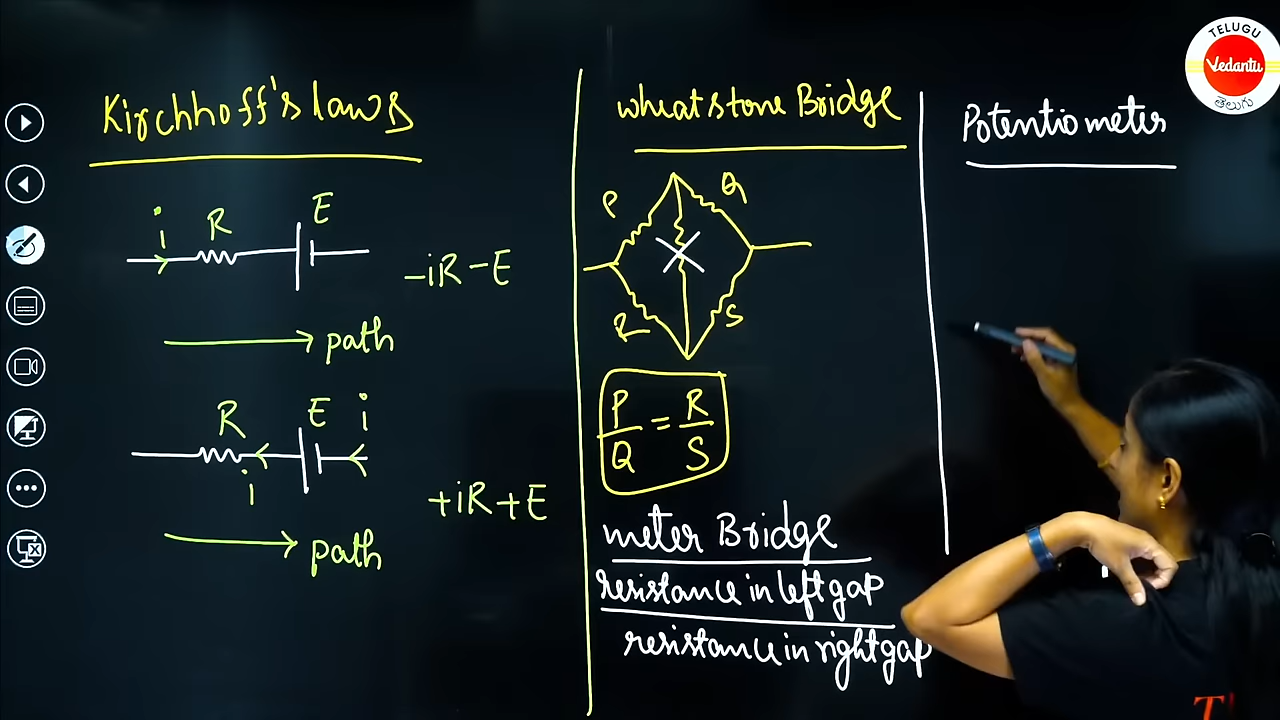 Kirchhoff's laws
i R E
-iR-E
path
R E i
i
+iR+E
path
Wheatstone Bridge
P Q
R S
P/Q = R/S
meter Bridge
resistance in left gap
resistance in right gap
Potentiometer
TELUGU
Vedantu
తెలుగు